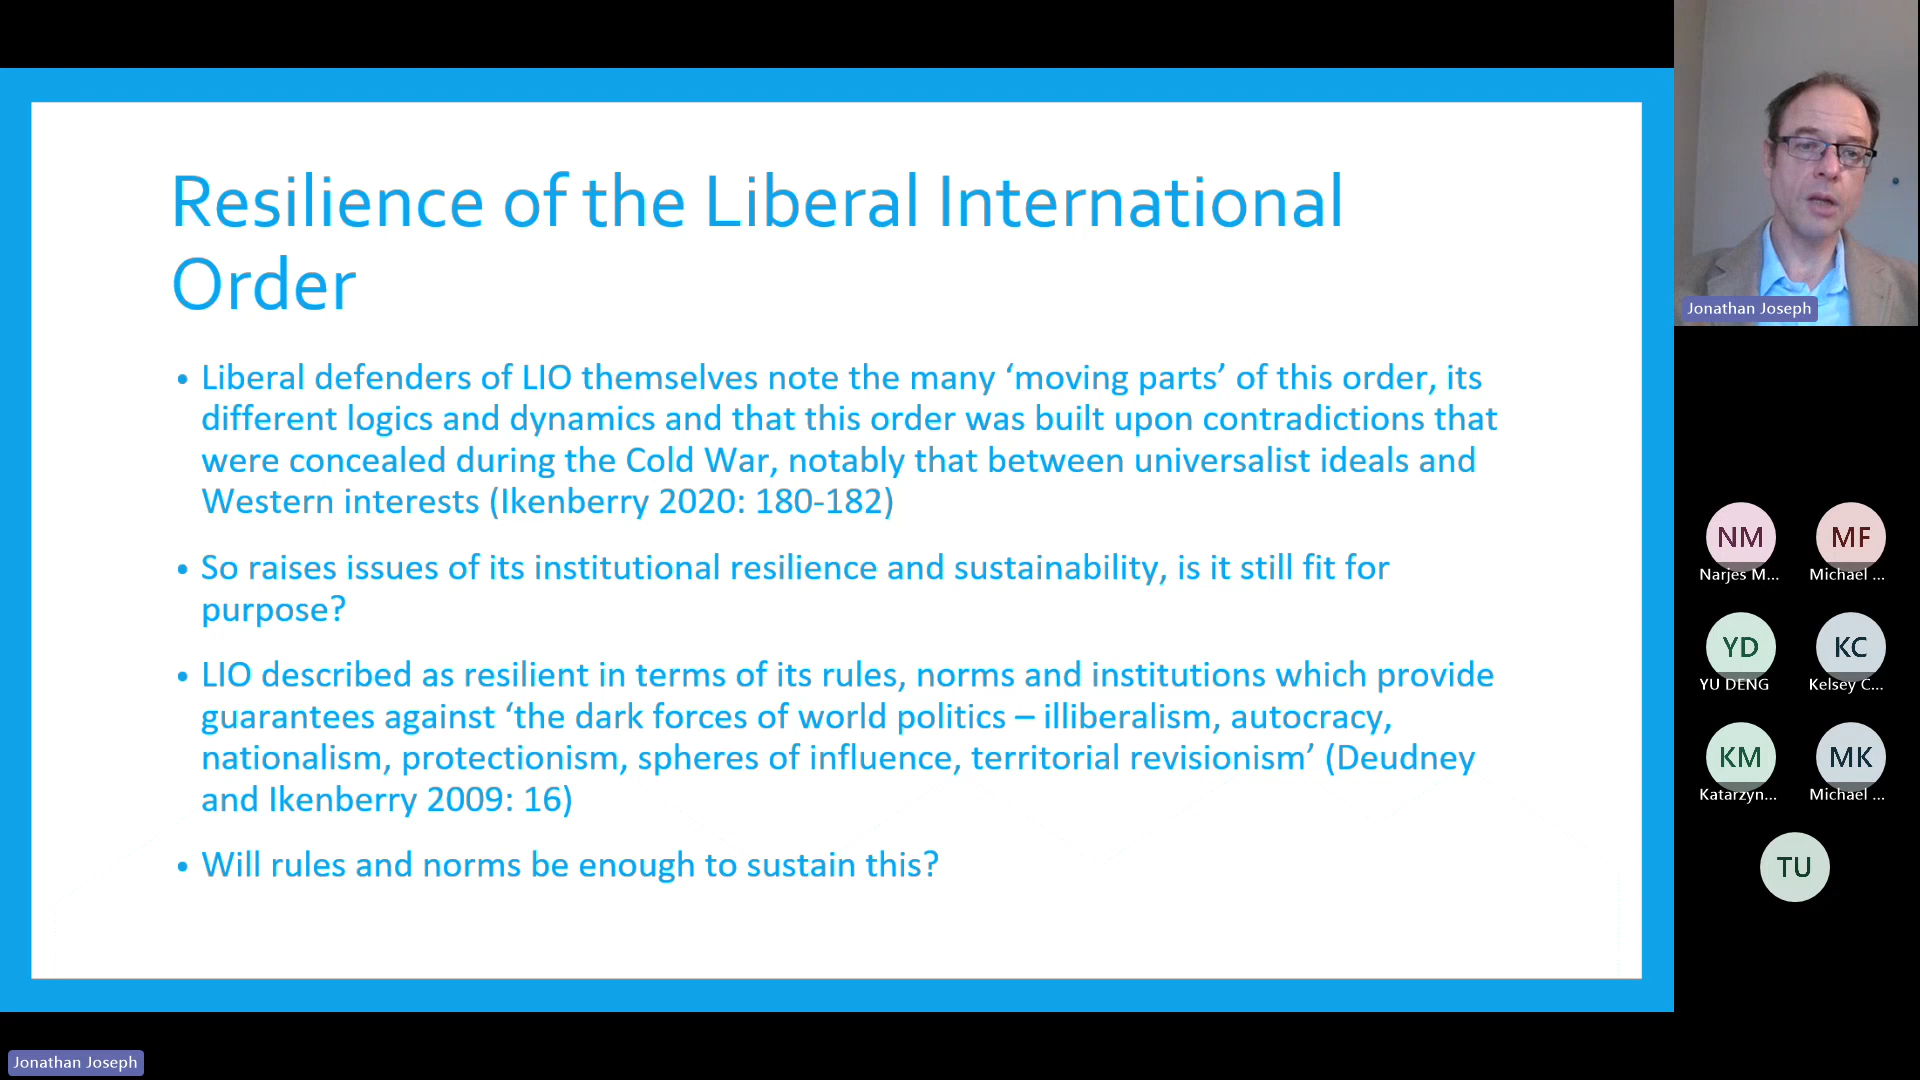 Resilience of the Liberal International
Order
• Liberal defenders of LIO themselves note the many ‘moving parts’ of this order, its
different logics and dynamics and that this order was built upon contradictions that
were concealed during the Cold War, notably that between universalist ideals and
Western interests (Ikenberry 2020: 180-182)
• So raises issues of its institutional resilience and sustainability, is it still fit for
purpose?
• LIO described as resilient in terms of its rules, norms and institutions which provide
guarantees against ‘the dark forces of world politics – illiberalism, autocracy,
nationalism, protectionism, spheres of influence, territorial revisionism’ (Deudney
and Ikenberry 2009: 16)
• Will rules and norms be enough to sustain this?
Jonathan Joseph
NM
Narjes M...
MF
Michael ...
YD
YU DENG
KC
Kelsey C...
KM
Katarzyn...
MK
Michael ...
TU
Jonathan Joseph